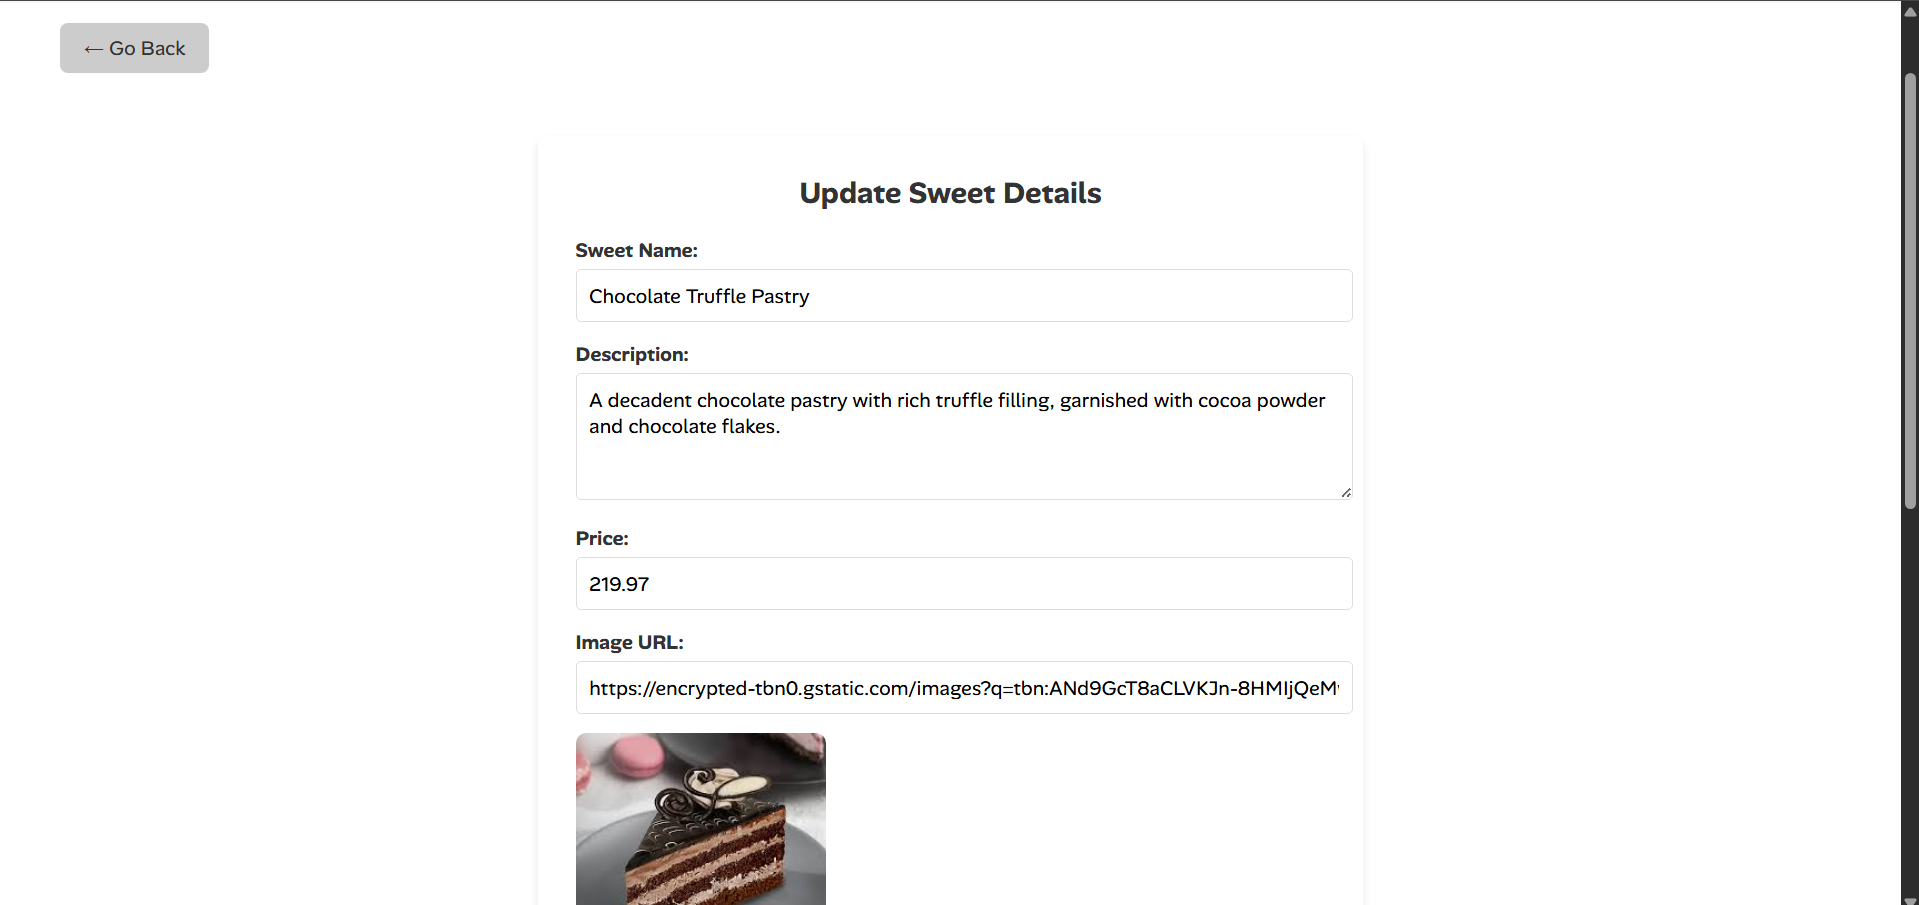 ← Go Back
Update Sweet Details
Sweet Name:
Chocolate Truffle Pastry
Description:
A decadent chocolate pastry with rich truffle filling, garnished with cocoa powder
and chocolate flakes.
Price:
219.97
Image URL:
https://encrypted-tbn0.gstatic.com/images?q=tbn:ANd9GcT8aCLVKJn-8HMIjQeM